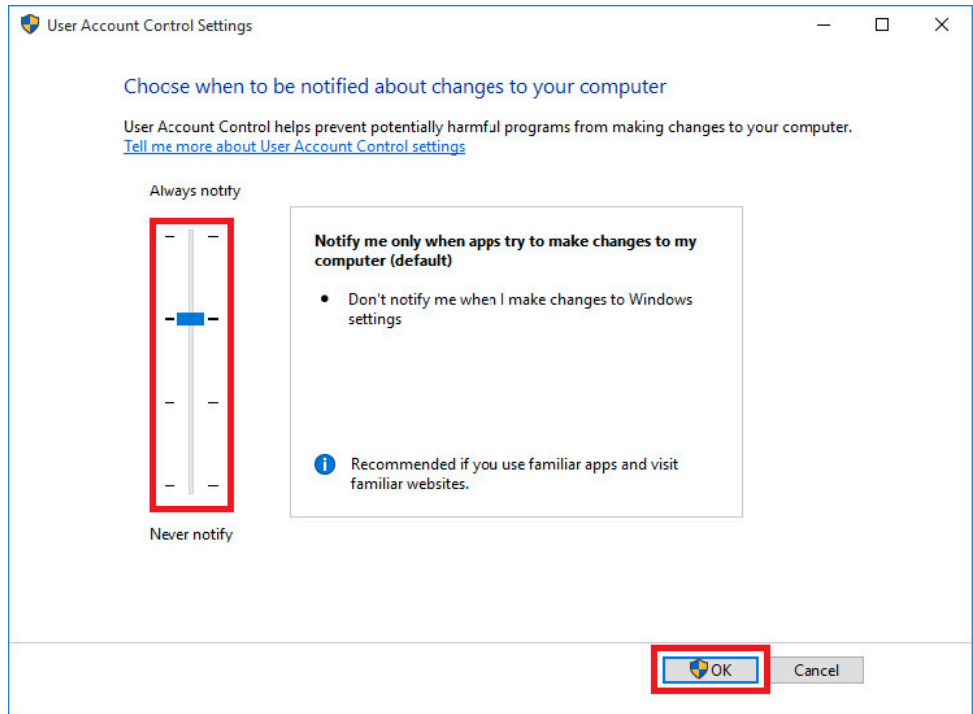 User Account Control Settings
Choose when to be notified about changes to your computer
User Account Control helps prevent potentially harmful programs from making changes to your computer.
Tell me more about User Account Control settings
Always notify
Notify me only when apps try to make changes to my
computer (default)
• Don't notify me when I make changes to Windows
settings
Recommended if you use familiar apps and visit
familiar websites.
Never notify
OK
Cancel